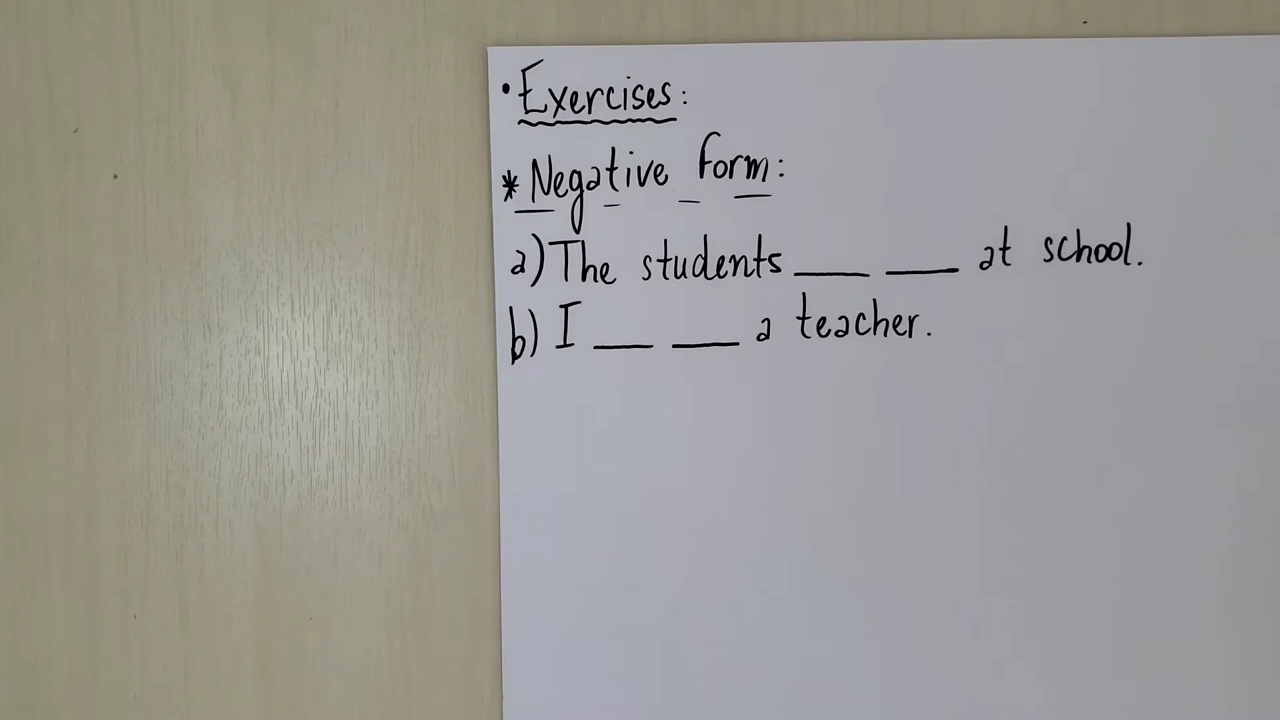 • Exercises:
* Negative form:
a) The students ___ ___ at school.
b) I ___ ___ a teacher.